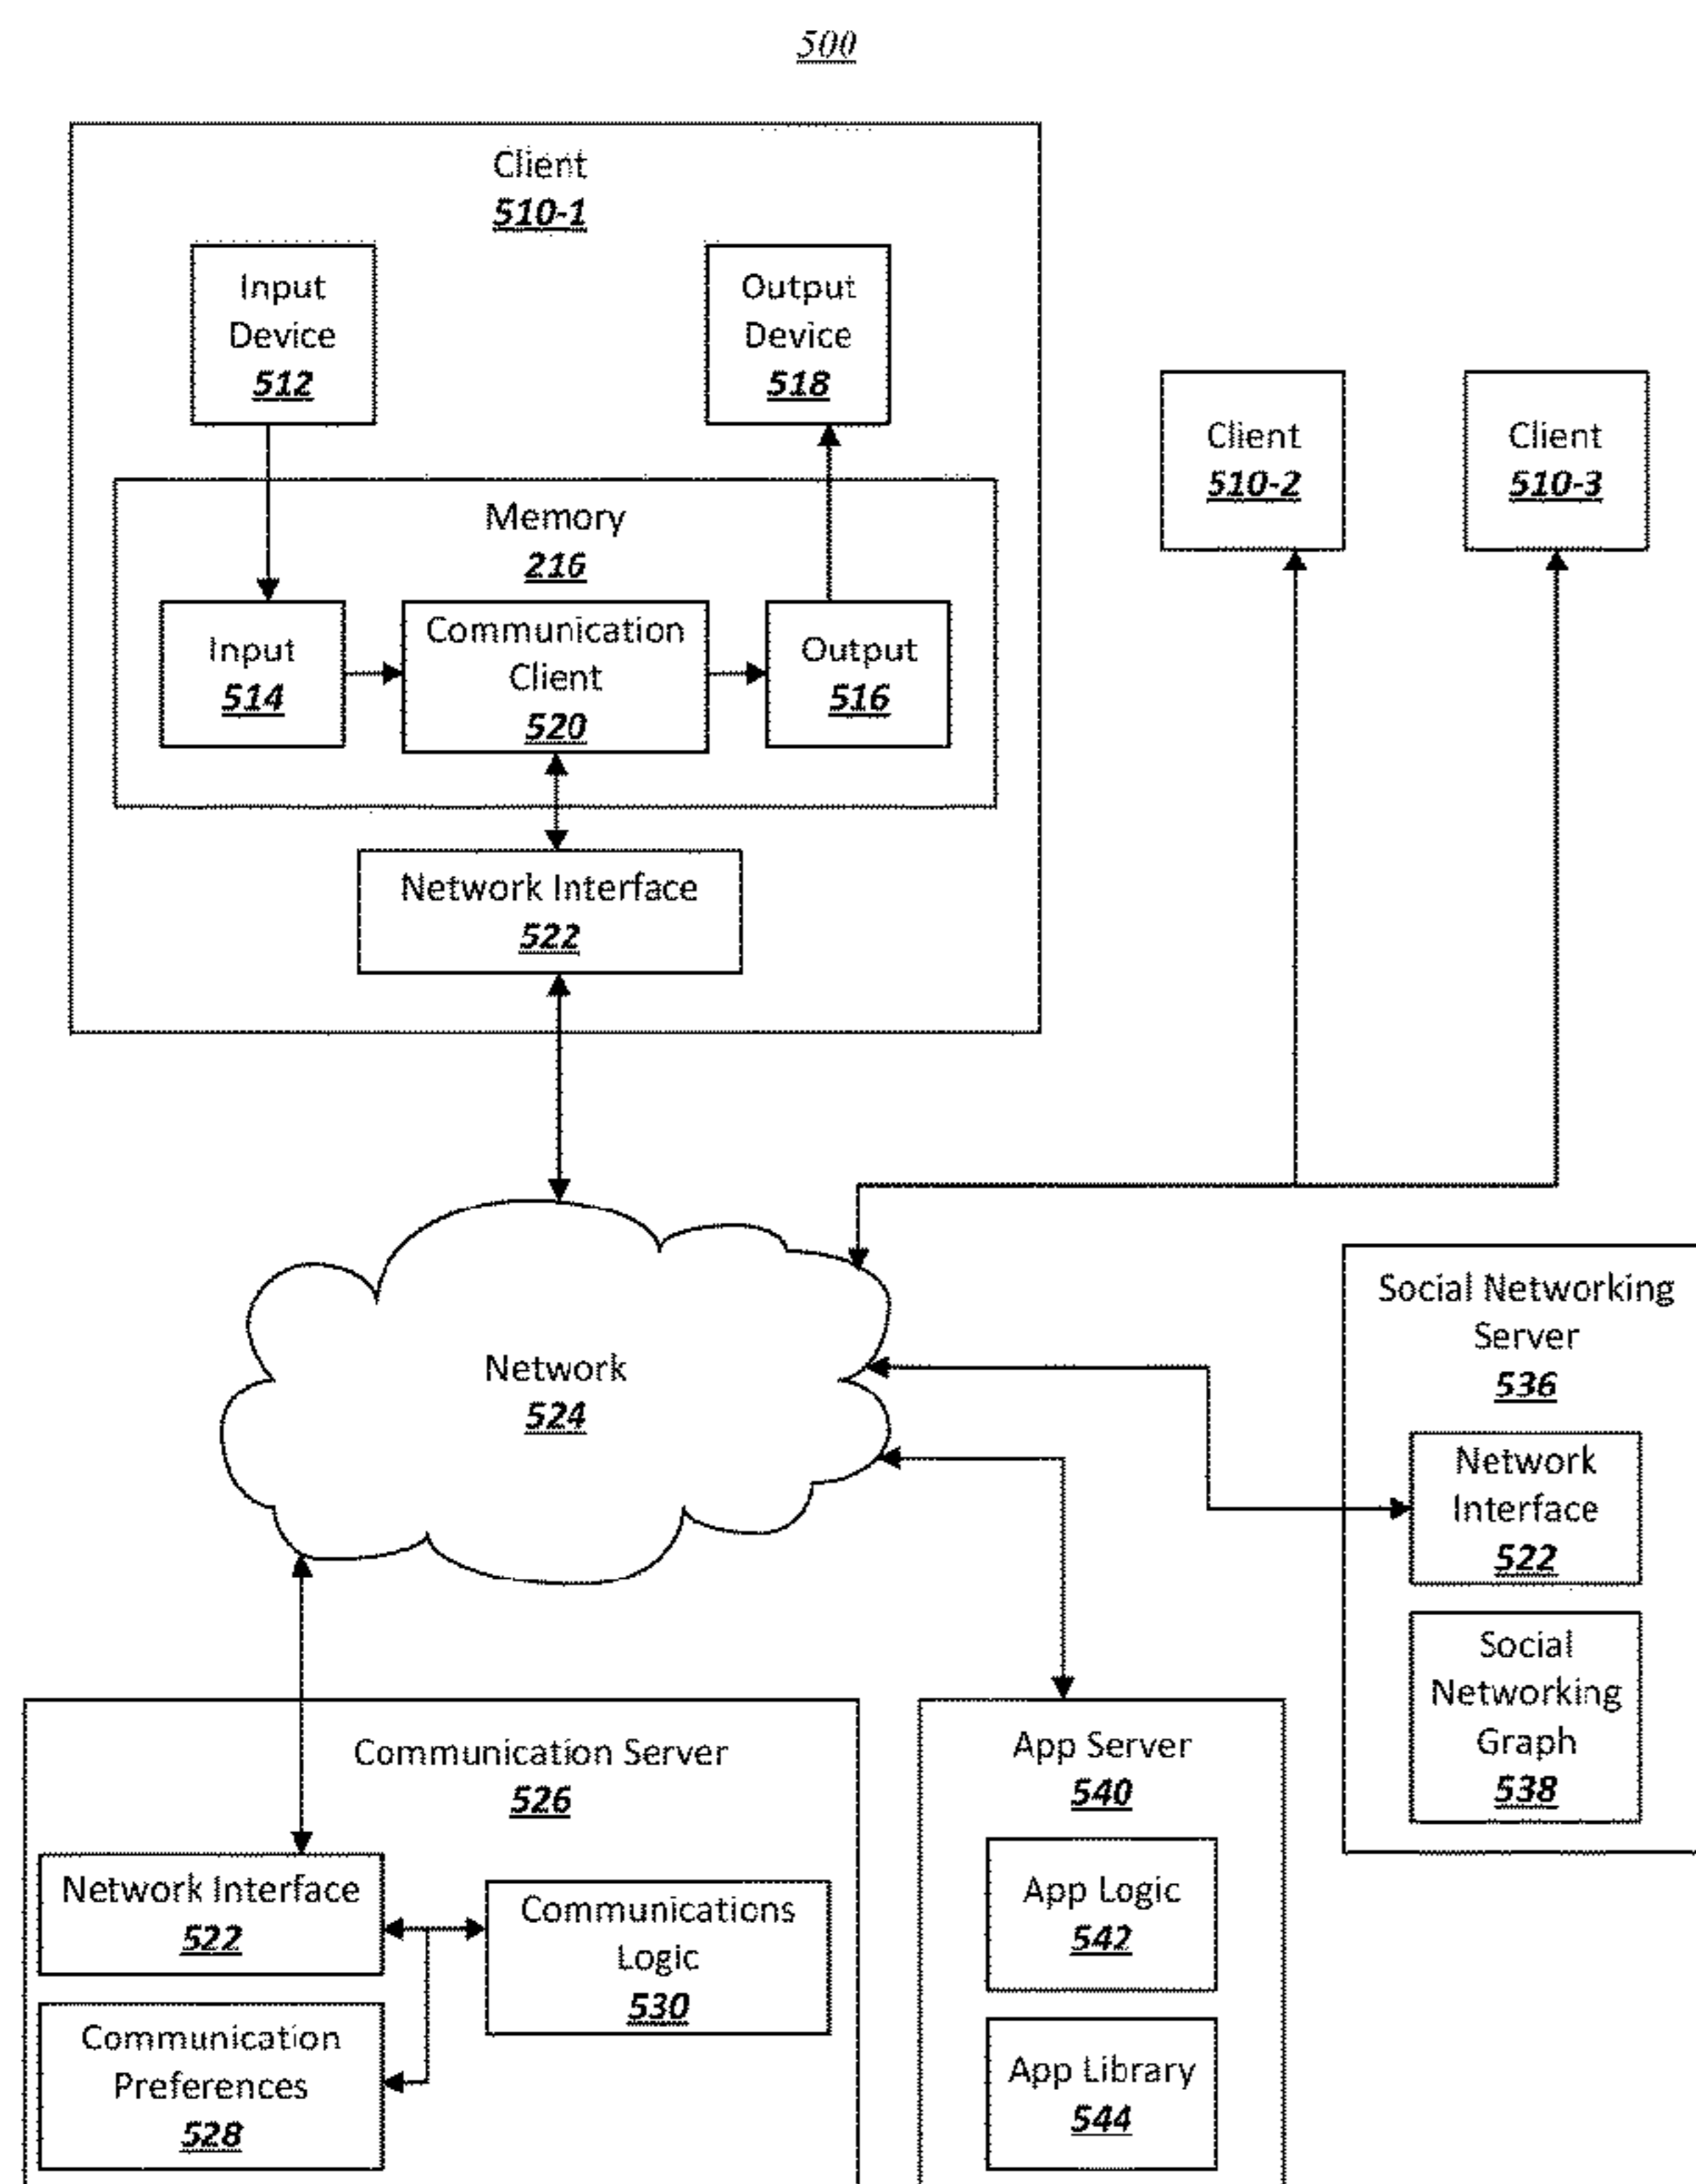 500
Client
510-1
Input
Device
512
Output
Device
518
Client
510-2
Client
510-3
Memory
216
Input
514
Communication
Client
520
Output
516
Network Interface
522
Network
524
Social Networking
Server
536
Network
Interface
522
Social
Networking
Graph
538
Communication Server
526
Network Interface
522
Communications
Logic
530
Communication
Preferences
528
App Server
540
App Logic
542
App Library
544